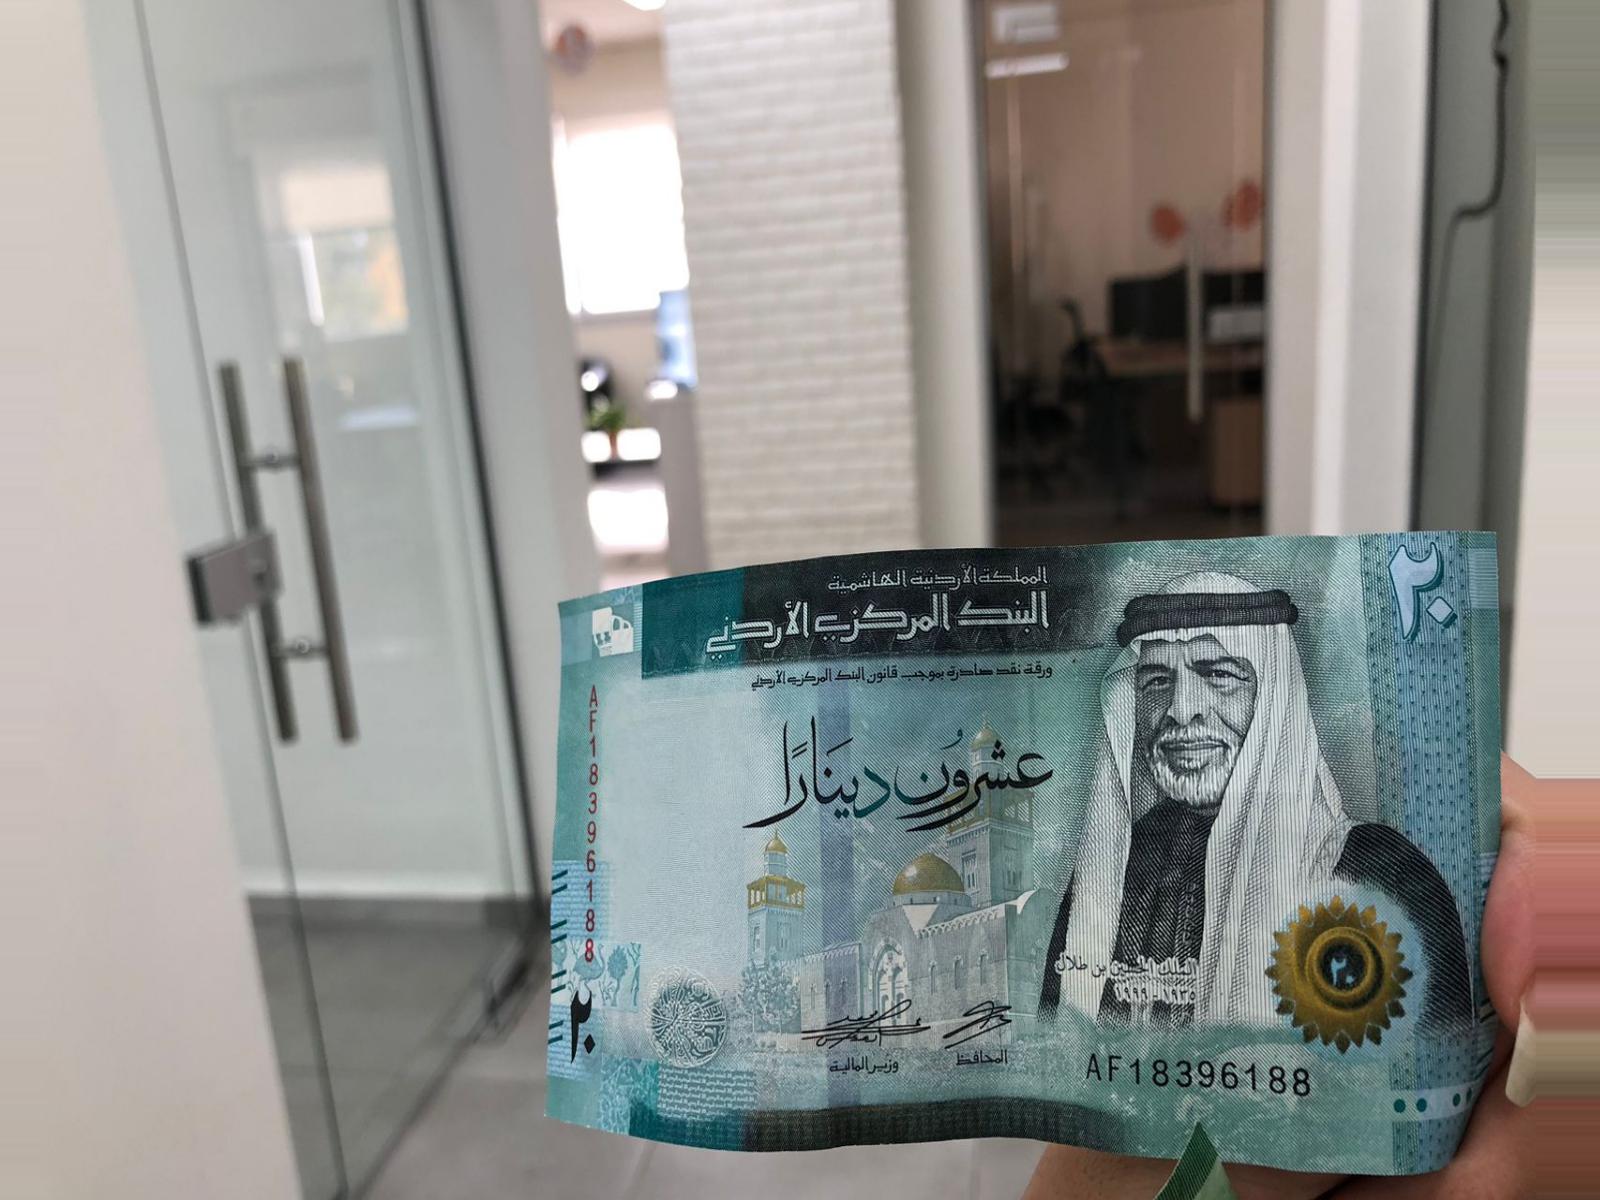 المملكة الأردنية الهاشمية
البنك المركزي الأردني
ورقة نقد صادرة بموجب قانون البنك المركزي الأردني
٢٠
AF18396188
عشرون دينارًا
الملك الحسين بن طلال
١٩٣٥ - ١٩٩٩
٢٠
المحافظ
وزير المالية
٢٠
AF18396188